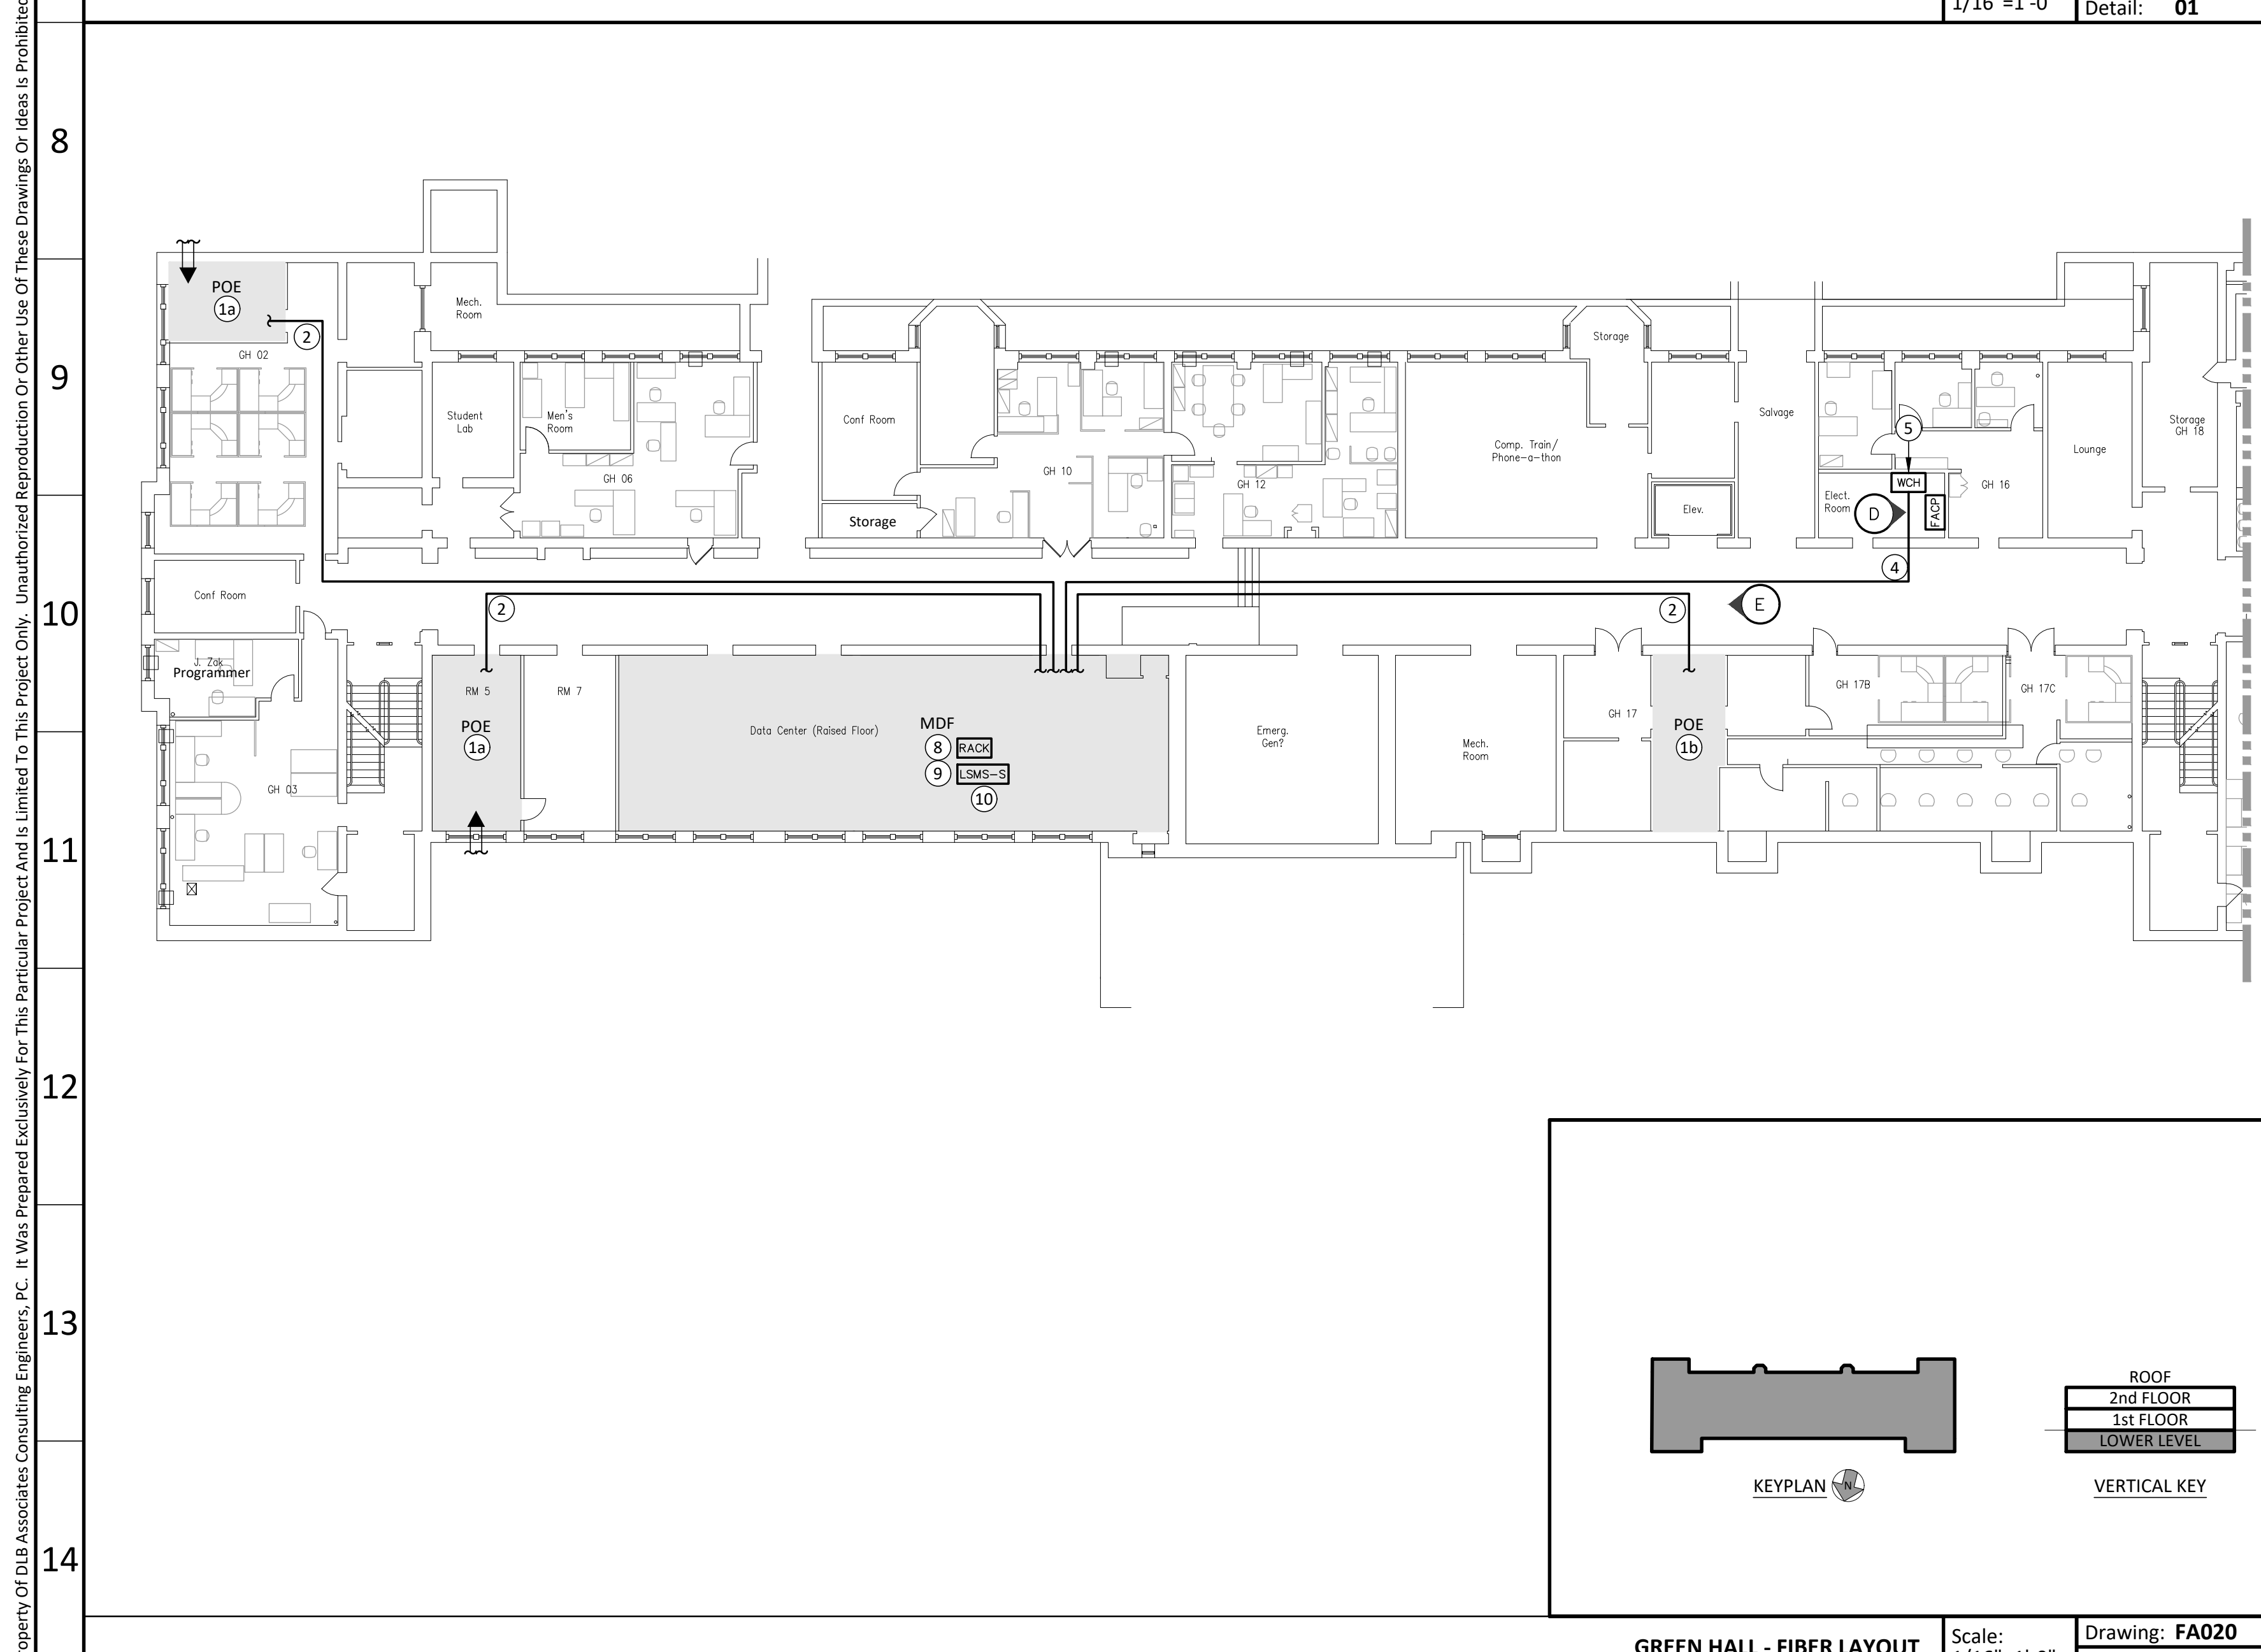 1/16"=1'-0"
Detail: 01
roperty Of DLB Associates Consulting Engineers, PC. It Was Prepared Exclusively For This Particular Project And Is Limited To This Project Only. Unauthorized Reproduction Or Other Use Of These Drawings Or Ideas Is Prohibited
8
9
10
11
12
13
14
POE
1a
2
GH 02
Mech.
Room
Student
Lab
Men's
Room
GH 06
Conf Room
Storage
GH 10
GH 12
Comp. Train/
Phone-a-thon
Storage
Elev.
Salvage
5
WCH
Elect.
Room
D
FACP
GH 16
Lounge
Storage
GH 18
4
Conf Room
2
2
E
J. Zak
Programmer
GH 03
RM 5
POE
1a
RM 7
Data Center (Raised Floor)
MDF
8 RACK
9 LSMS-S
10
Emerg.
Gen?
Mech.
Room
GH 17
POE
1b
GH 17B
GH 17C
KEYPLAN
N
ROOF
2nd FLOOR
1st FLOOR
LOWER LEVEL
VERTICAL KEY
GREEN HALL - FIBER LAYOUT
Scale:
Drawing: FA020